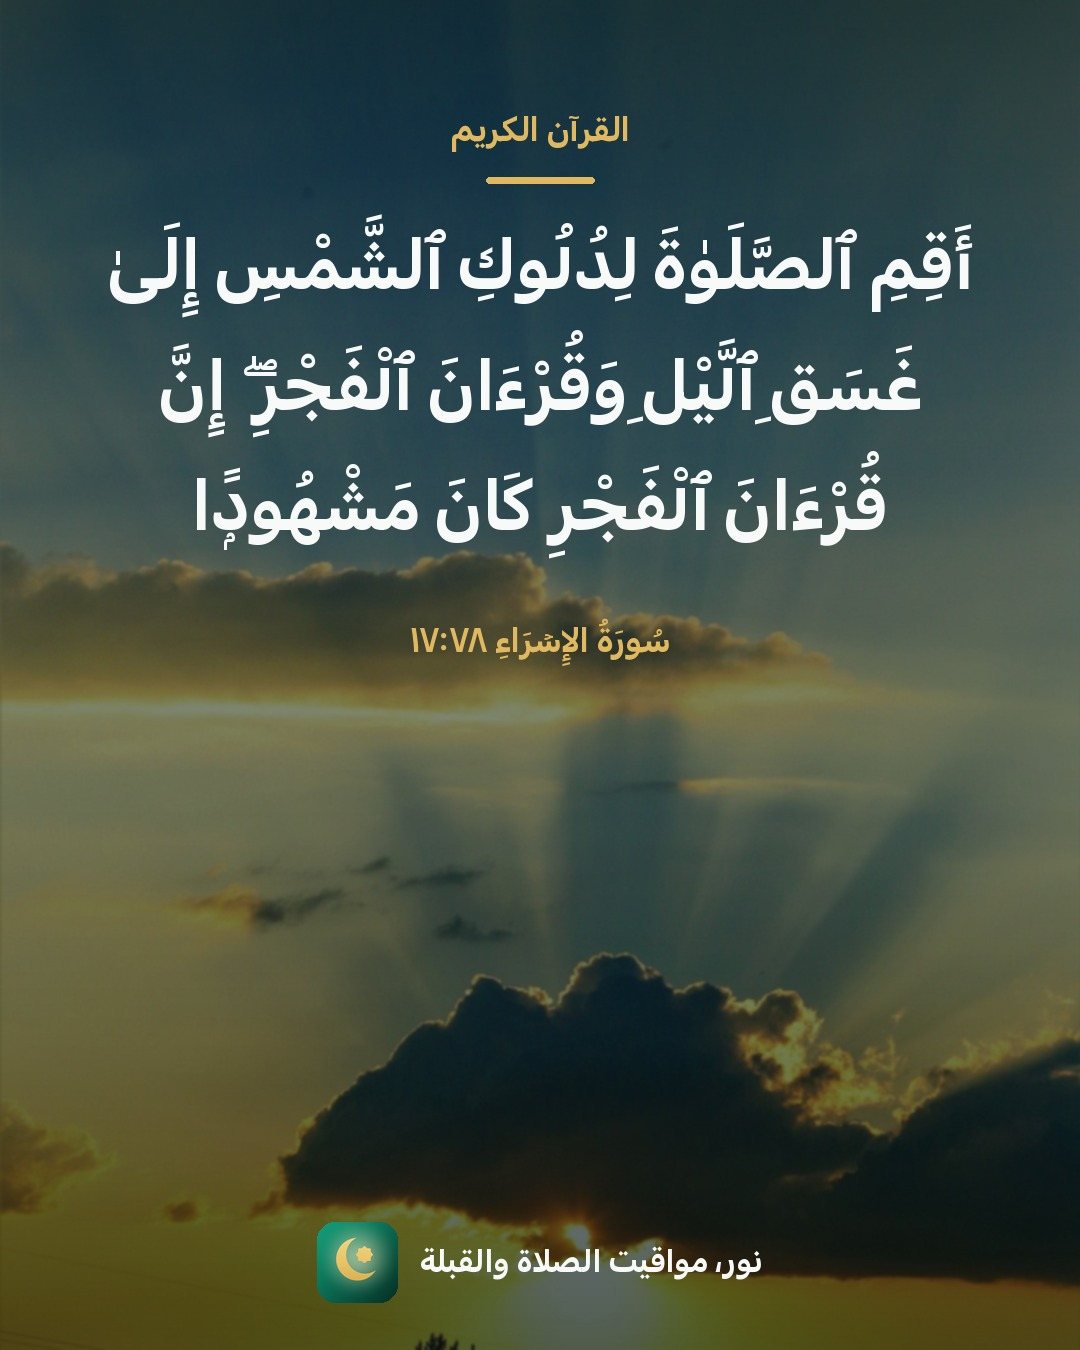 القرآن الكريم
أَقِمِ ٱلصَّلَوٰةَ لِدُلُوكِ ٱلشَّمْسِ إِلَىٰ
غَسَقِ ٱلَّيْلِ وَقُرْءَانَ ٱلْفَجْرِ ۖ إِنَّ
قُرْءَانَ ٱلْفَجْرِ كَانَ مَشْهُودًۭا
سُورَةُ الإِسۡرَاءِ ١٧:٧٨
نور، مواقيت الصلاة والقبلة